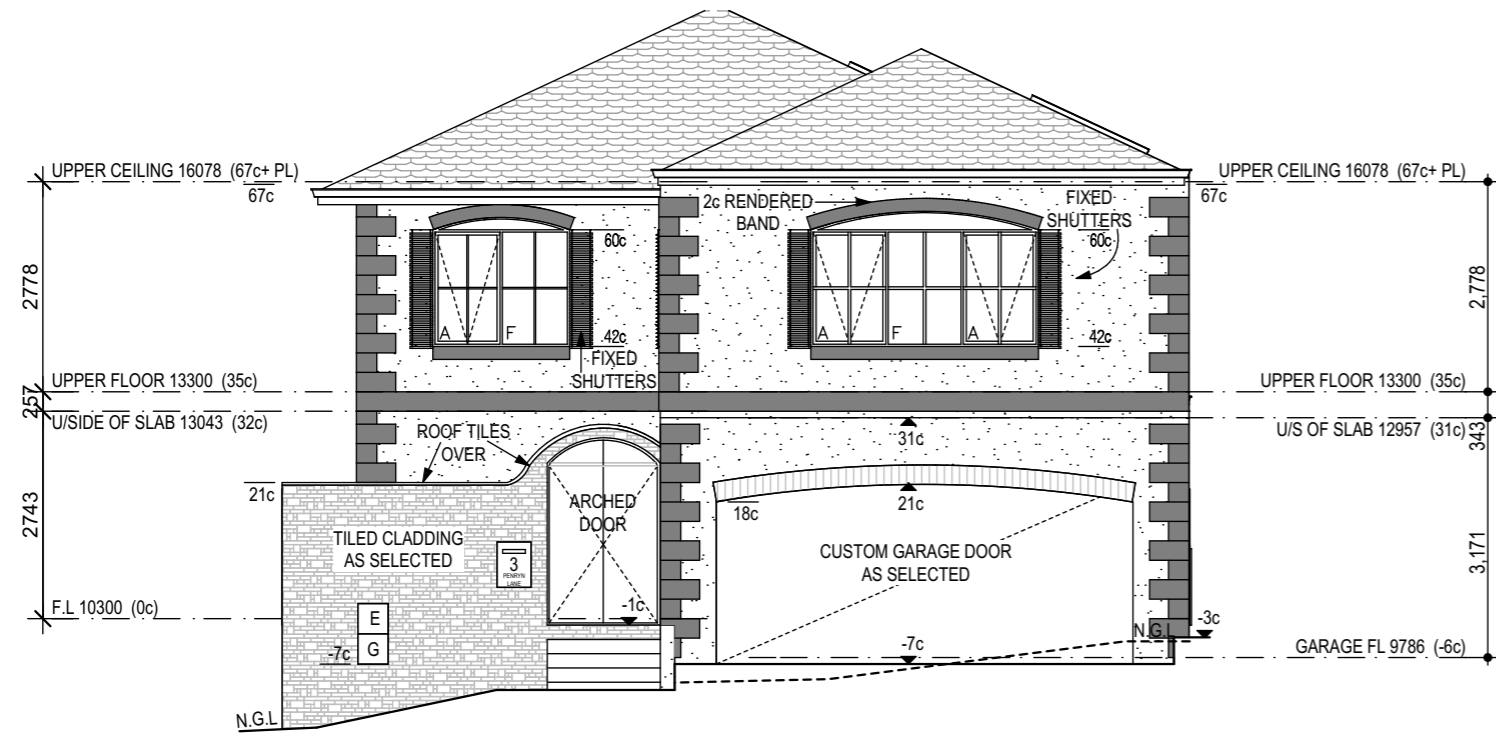 UPPER CEILING 16078 (67c+ PL)
67c
UPPER CEILING 16078 (67c+ PL)
67c
2c RENDERED
BAND
FIXED
SHUTTERS
60c
60c
2778
2,778
A
F
A
F
A
42c
42c
FIXED
SHUTTERS
UPPER FLOOR 13300 (35c)
UPPER FLOOR 13300 (35c)
257
U/SIDE OF SLAB 13043 (32c)
U/S OF SLAB 12957 (31c)
343
31c
ROOF TILES
OVER
21c
21c
18c
2743
ARCHED
DOOR
TILED CLADDING
AS SELECTED
3
PENRYN
LANE
CUSTOM GARAGE DOOR
AS SELECTED
3,171
F.L 10300 (0c)
-1c
E
G
-7c
-7c
N.G.L
-3c
GARAGE FL 9786 (-6c)
N.G.L